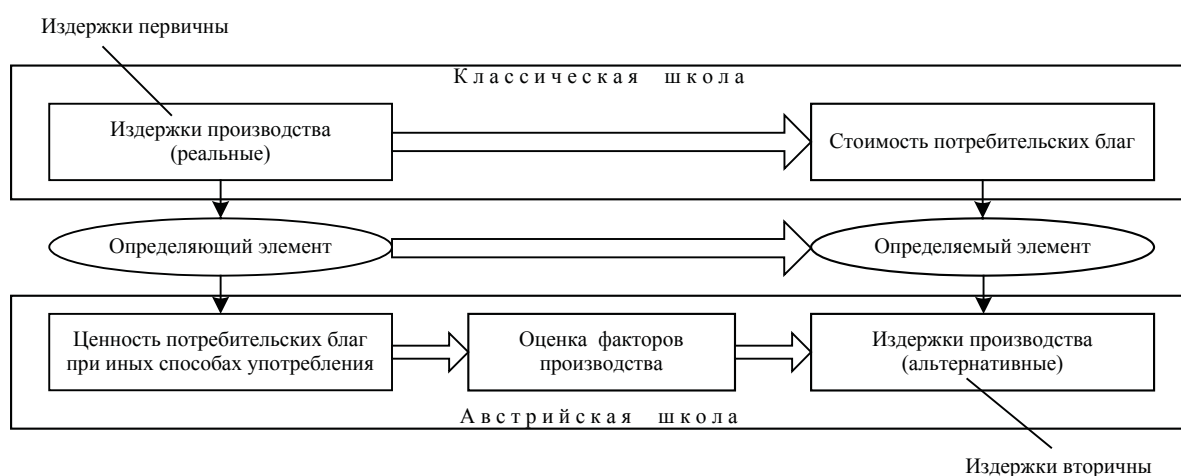 Издержки первичны
Классическая школа
Издержки производства
(реальные)
Стоимость потребительских благ
Определяющий элемент
Определяемый элемент
Ценность потребительских благ
при иных способах употребления
Оценка факторов
производства
Издержки производства
(альтернативные)
Австрийская школа
Издержки вторичны